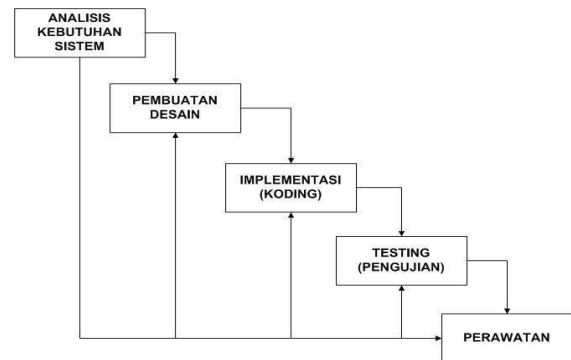 ANALISIS
KEBUTUHAN
SISTEM
PEMBUATAN
DESAIN
IMPLEMENTASI
(KODING)
TESTING
(PENGUJIAN)
PERAWATAN